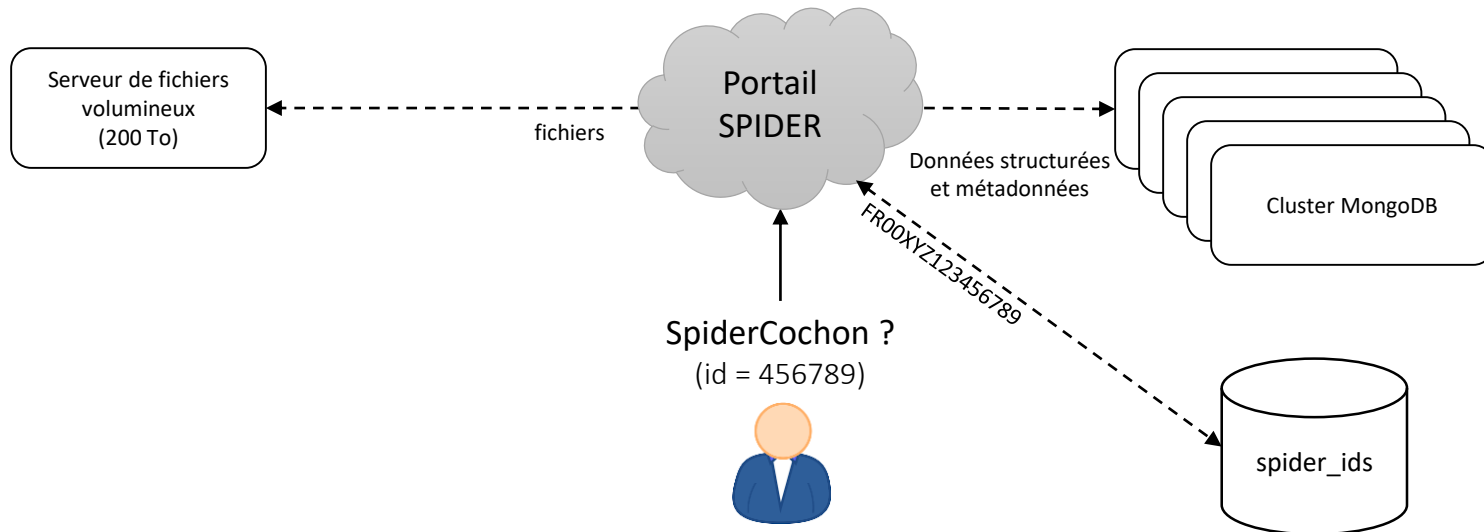 Serveur de fichiers
volumineux
(200 To)
fichiers
Portail
SPIDER
Données structurées
et métadonnées
Cluster MongoDB
FR00XYZ123456789
SpiderCochon ?
(id = 456789)
spider_ids